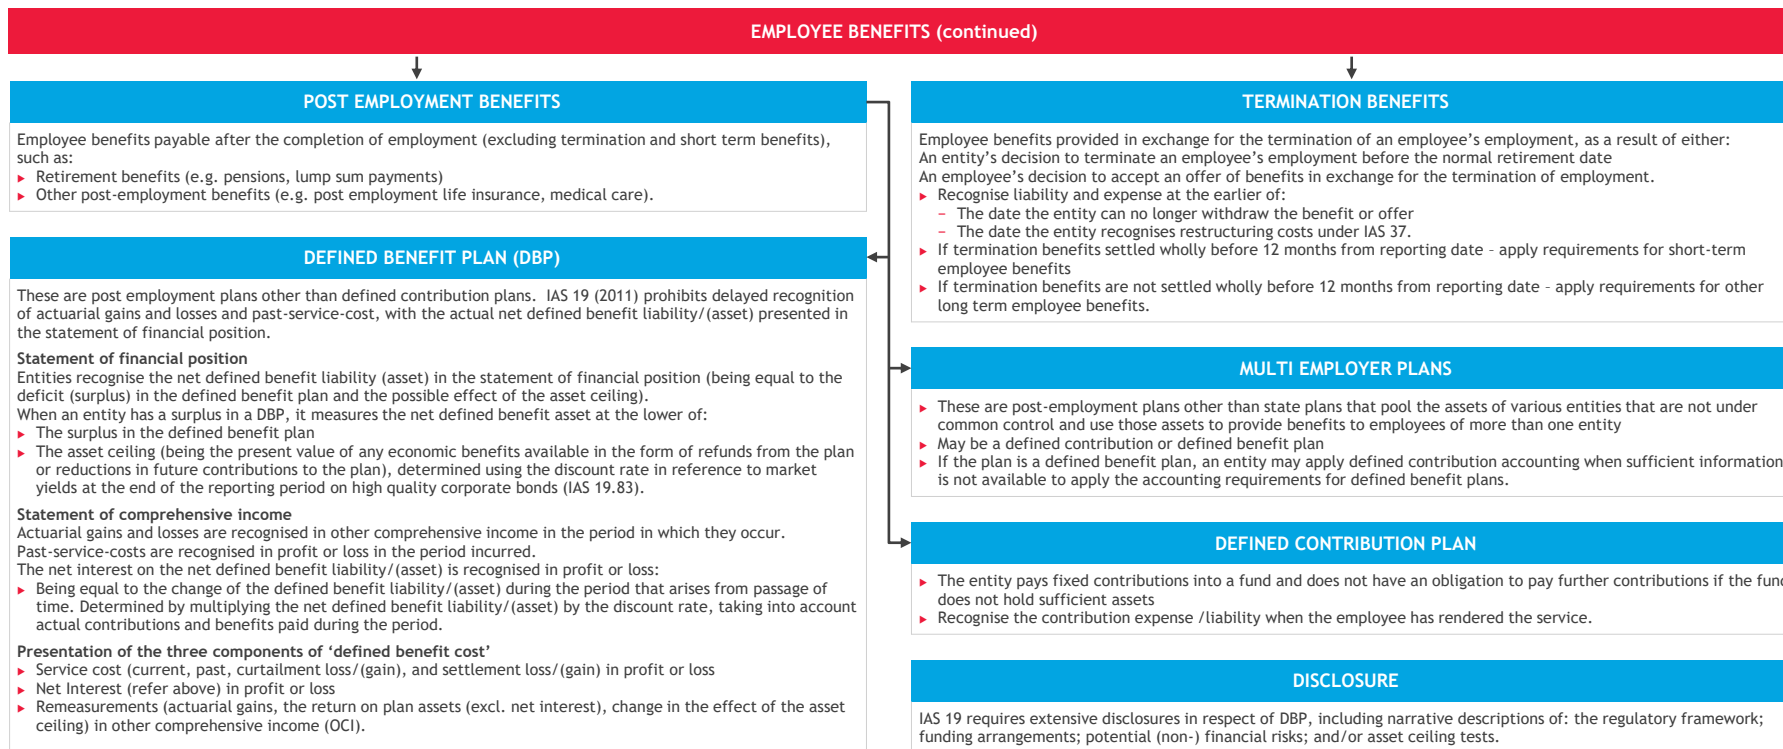 EMPLOYEE BENEFITS (continued)
POST EMPLOYMENT BENEFITS
Employee benefits payable after the completion of employment (excluding termination and short term benefits),
such as:
► Retirement benefits (e.g. pensions, lump sum payments)
► Other post-employment benefits (e.g. post employment life insurance, medical care).
DEFINED BENEFIT PLAN (DBP)
These are post employment plans other than defined contribution plans. IAS 19 (2011) prohibits delayed recognition
of actuarial gains and losses and past-service-cost, with the actual net defined benefit liability/(asset) presented in
the statement of financial position.
Statement of financial position
Entities recognise the net defined benefit liability (asset) in the statement of financial position (being equal to the
deficit (surplus) in the defined benefit plan and the possible effect of the asset ceiling).
When an entity has a surplus in a DBP, it measures the net defined benefit asset at the lower of:
► The surplus in the defined benefit plan
► The asset ceiling (being the present value of any economic benefits available in the form of refunds from the plan
or reductions in future contributions to the plan), determined using the discount rate in reference to market
yields at the end of the reporting period on high quality corporate bonds (IAS 19.83).
Statement of comprehensive income
Actuarial gains and losses are recognised in other comprehensive income in the period in which they occur.
Past-service-costs are recognised in profit or loss in the period incurred.
The net interest on the net defined benefit liability/(asset) is recognised in profit or loss:
► Being equal to the change of the defined benefit liability/(asset) during the period that arises from passage of
time. Determined by multiplying the net defined benefit liability/(asset) by the discount rate, taking into account
actual contributions and benefits paid during the period.
Presentation of the three components of ‘defined benefit cost’
► Service cost (current, past, curtailment loss/(gain), and settlement loss/(gain) in profit or loss
► Net Interest (refer above) in profit or loss
► Remeasurements (actuarial gains, the return on plan assets (excl. net interest), change in the effect of the asset
ceiling) in other comprehensive income (OCI).
TERMINATION BENEFITS
Employee benefits provided in exchange for the termination of an employee’s employment, as a result of either:
An entity’s decision to terminate an employee’s employment before the normal retirement date
An employee’s decision to accept an offer of benefits in exchange for the termination of employment.
► Recognise liability and expense at the earlier of:
– The date the entity can no longer withdraw the benefit or offer
– The date the entity recognises restructuring costs under IAS 37.
► If termination benefits settled wholly before 12 months from reporting date – apply requirements for short-term
employee benefits
► If termination benefits are not settled wholly before 12 months from reporting date – apply requirements for other
long term employee benefits.
MULTI EMPLOYER PLANS
► These are post-employment plans other than state plans that pool the assets of various entities that are not under
common control and use those assets to provide benefits to employees of more than one entity
► May be a defined contribution or defined benefit plan
► If the plan is a defined benefit plan, an entity may apply defined contribution accounting when sufficient information
is not available to apply the accounting requirements for defined benefit plans.
DEFINED CONTRIBUTION PLAN
► The entity pays fixed contributions into a fund and does not have an obligation to pay further contributions if the fund
does not hold sufficient assets
► Recognise the contribution expense /liability when the employee has rendered the service.
DISCLOSURE
IAS 19 requires extensive disclosures in respect of DBP, including narrative descriptions of: the regulatory framework;
funding arrangements; potential (non-) financial risks; and/or asset ceiling tests.